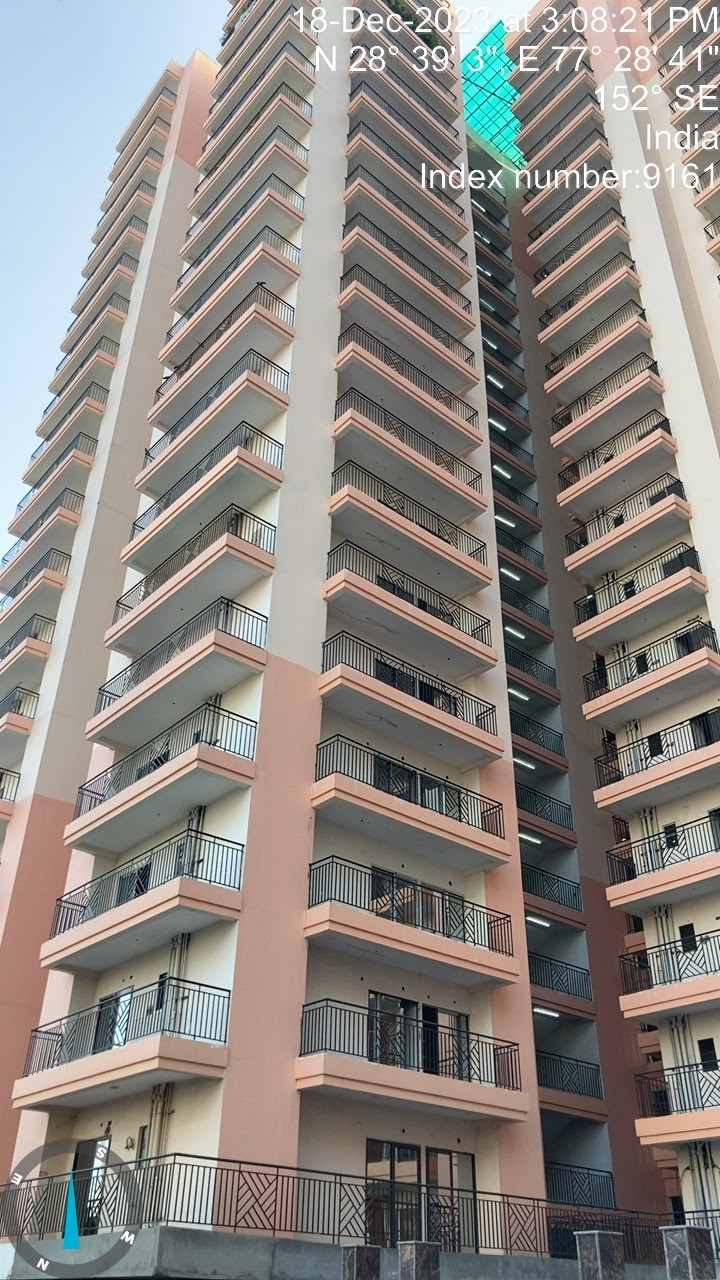 18-Dec-2023 at 3:08:21 PM
N 28° 39' 3", E 77° 28' 41"
152° SE
India
Index number:9161
S
E
W
N